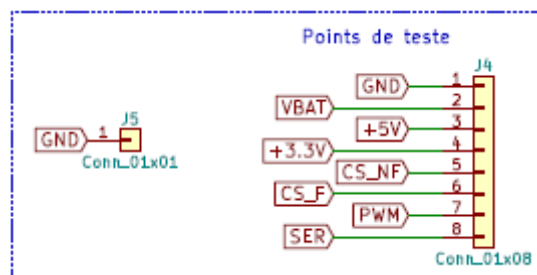 Points de teste
J4
GND 1
VBAT 2
+5V 3
+3.3V 4
CS_NF 5
CS_F 6
PWM 7
SER 8
Conn_01x08
J5
GND 1
Conn_01x01